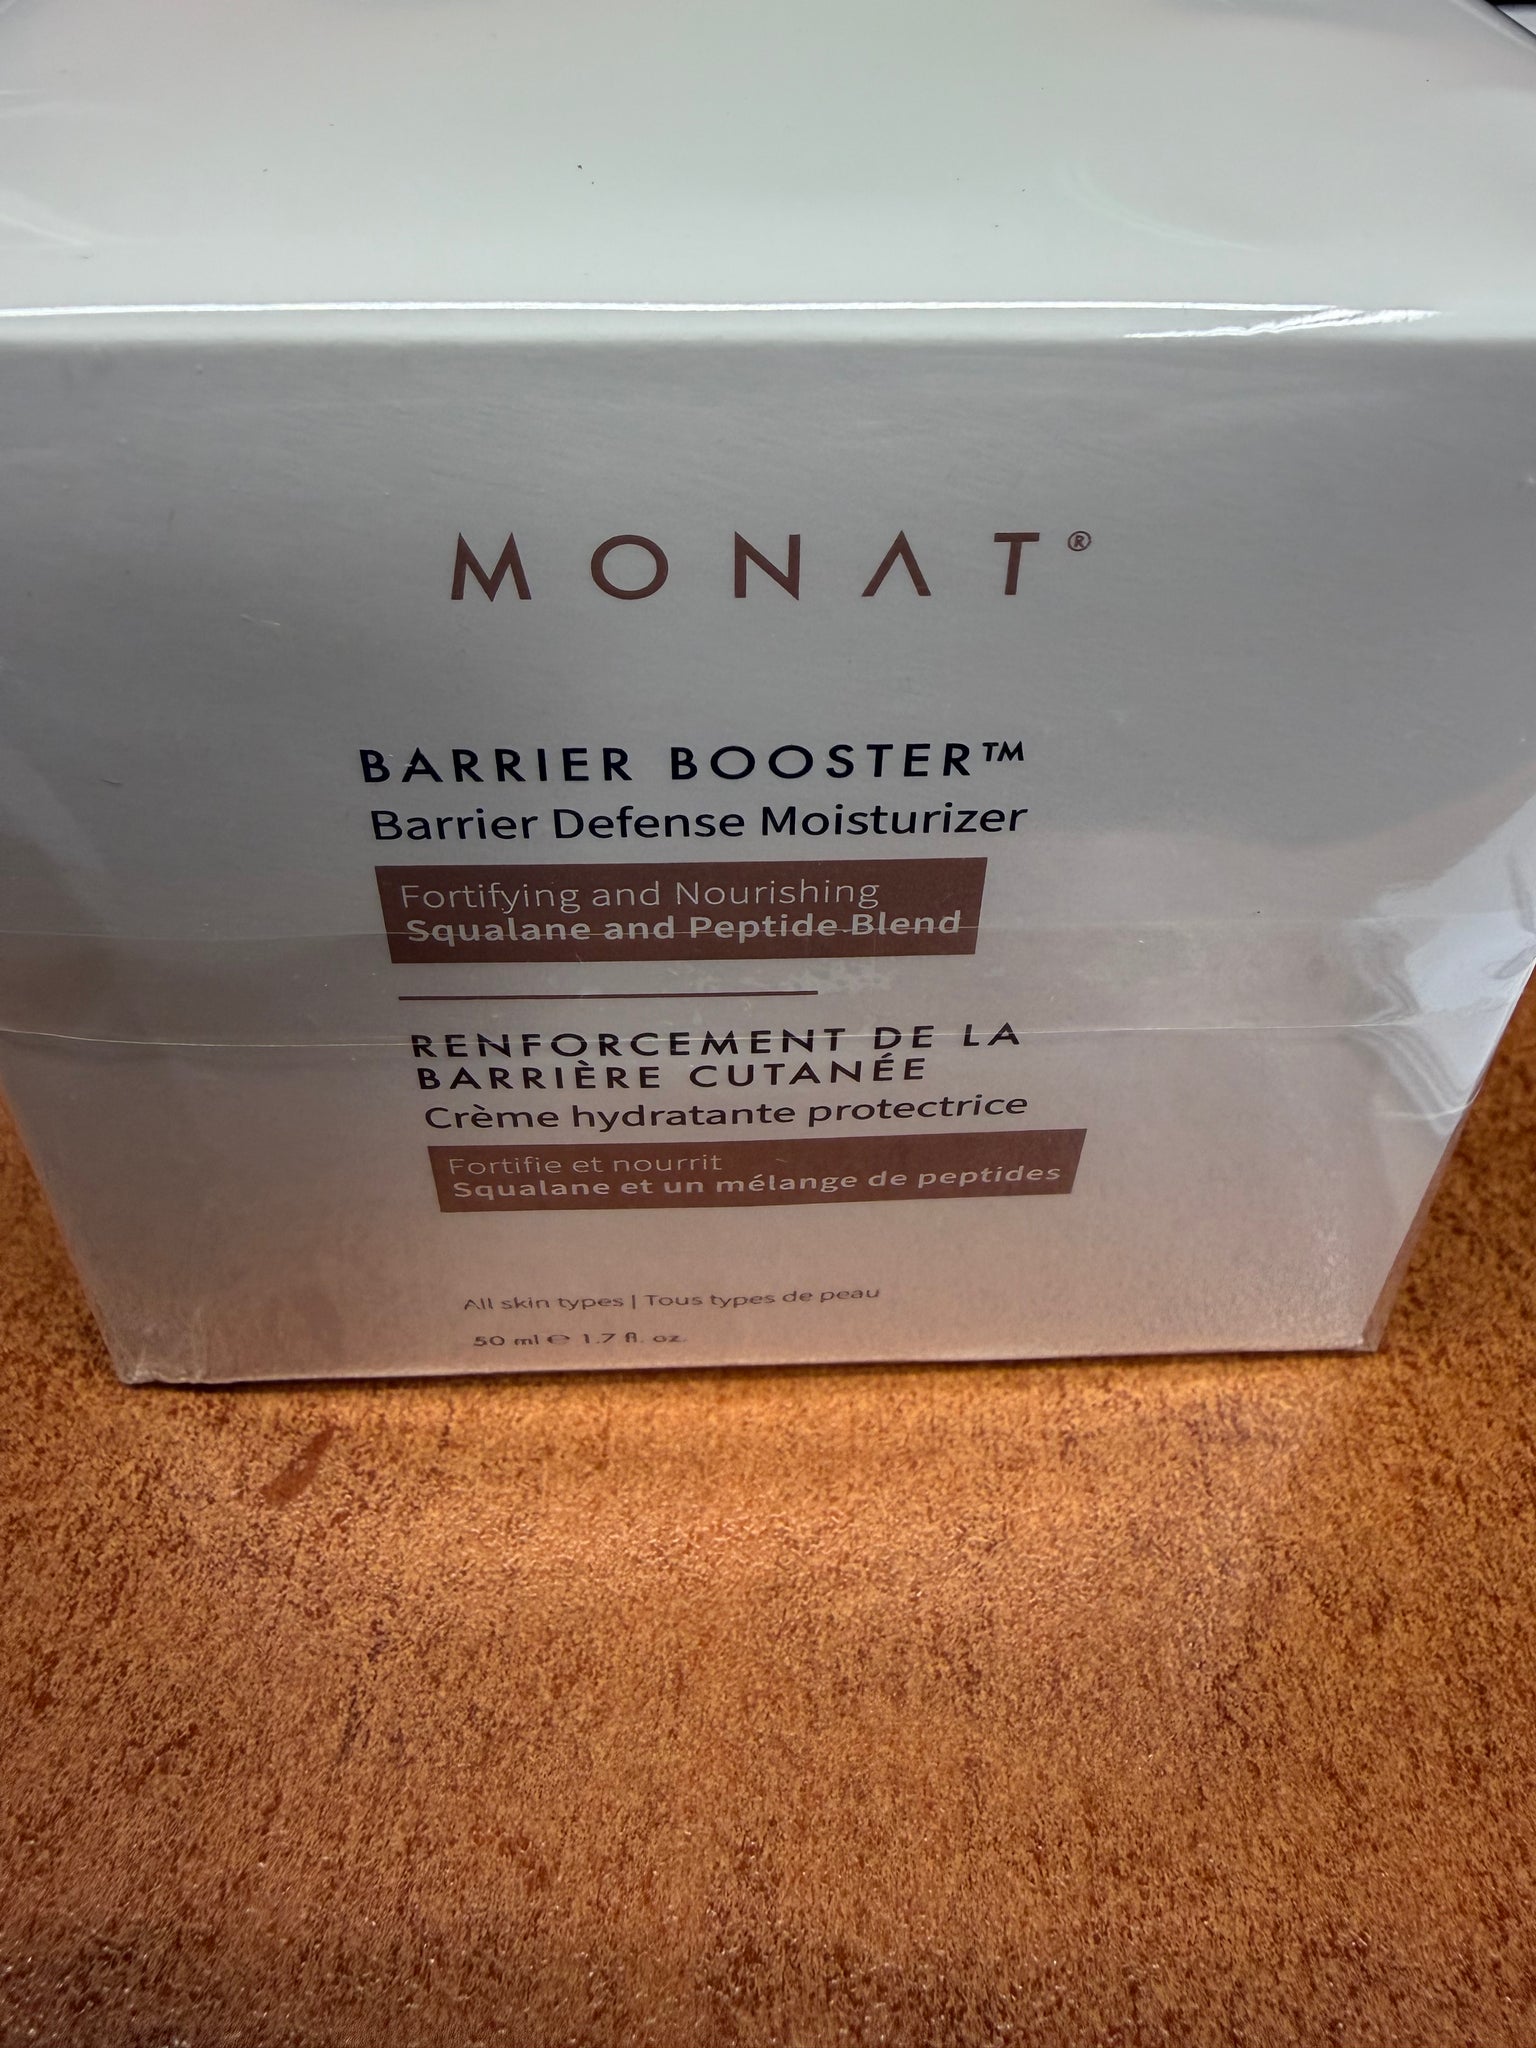 MONAT®
BARRIER BOOSTER™
Barrier Defense Moisturizer
Fortifying and Nourishing
Squalane and Peptide Blend
RENFORCEMENT DE LA
BARRIÈRE CUTANÉE
Crème hydratante protectrice
Fortifie et nourrit
Squalane et un mélange de peptides
All skin types | Tous types de peau
50 ml ℮ 1.7 fl. oz.